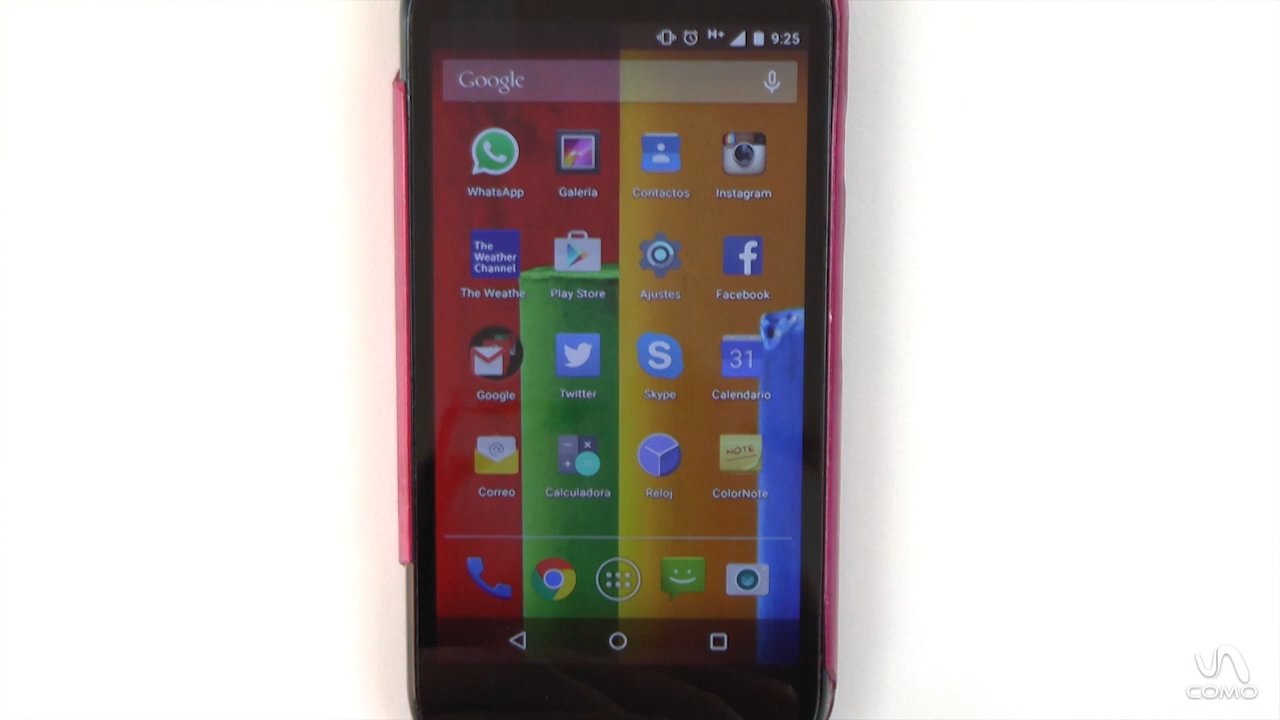 H+ 9:25
Google
WhatsApp Galería Contactos Instagram
The
Weather
Channel
The Weathe Play Store Ajustes Facebook
31
Google Twitter Skype Calendario
NOTE
Correo Calculadora Reloj ColorNote
COMO